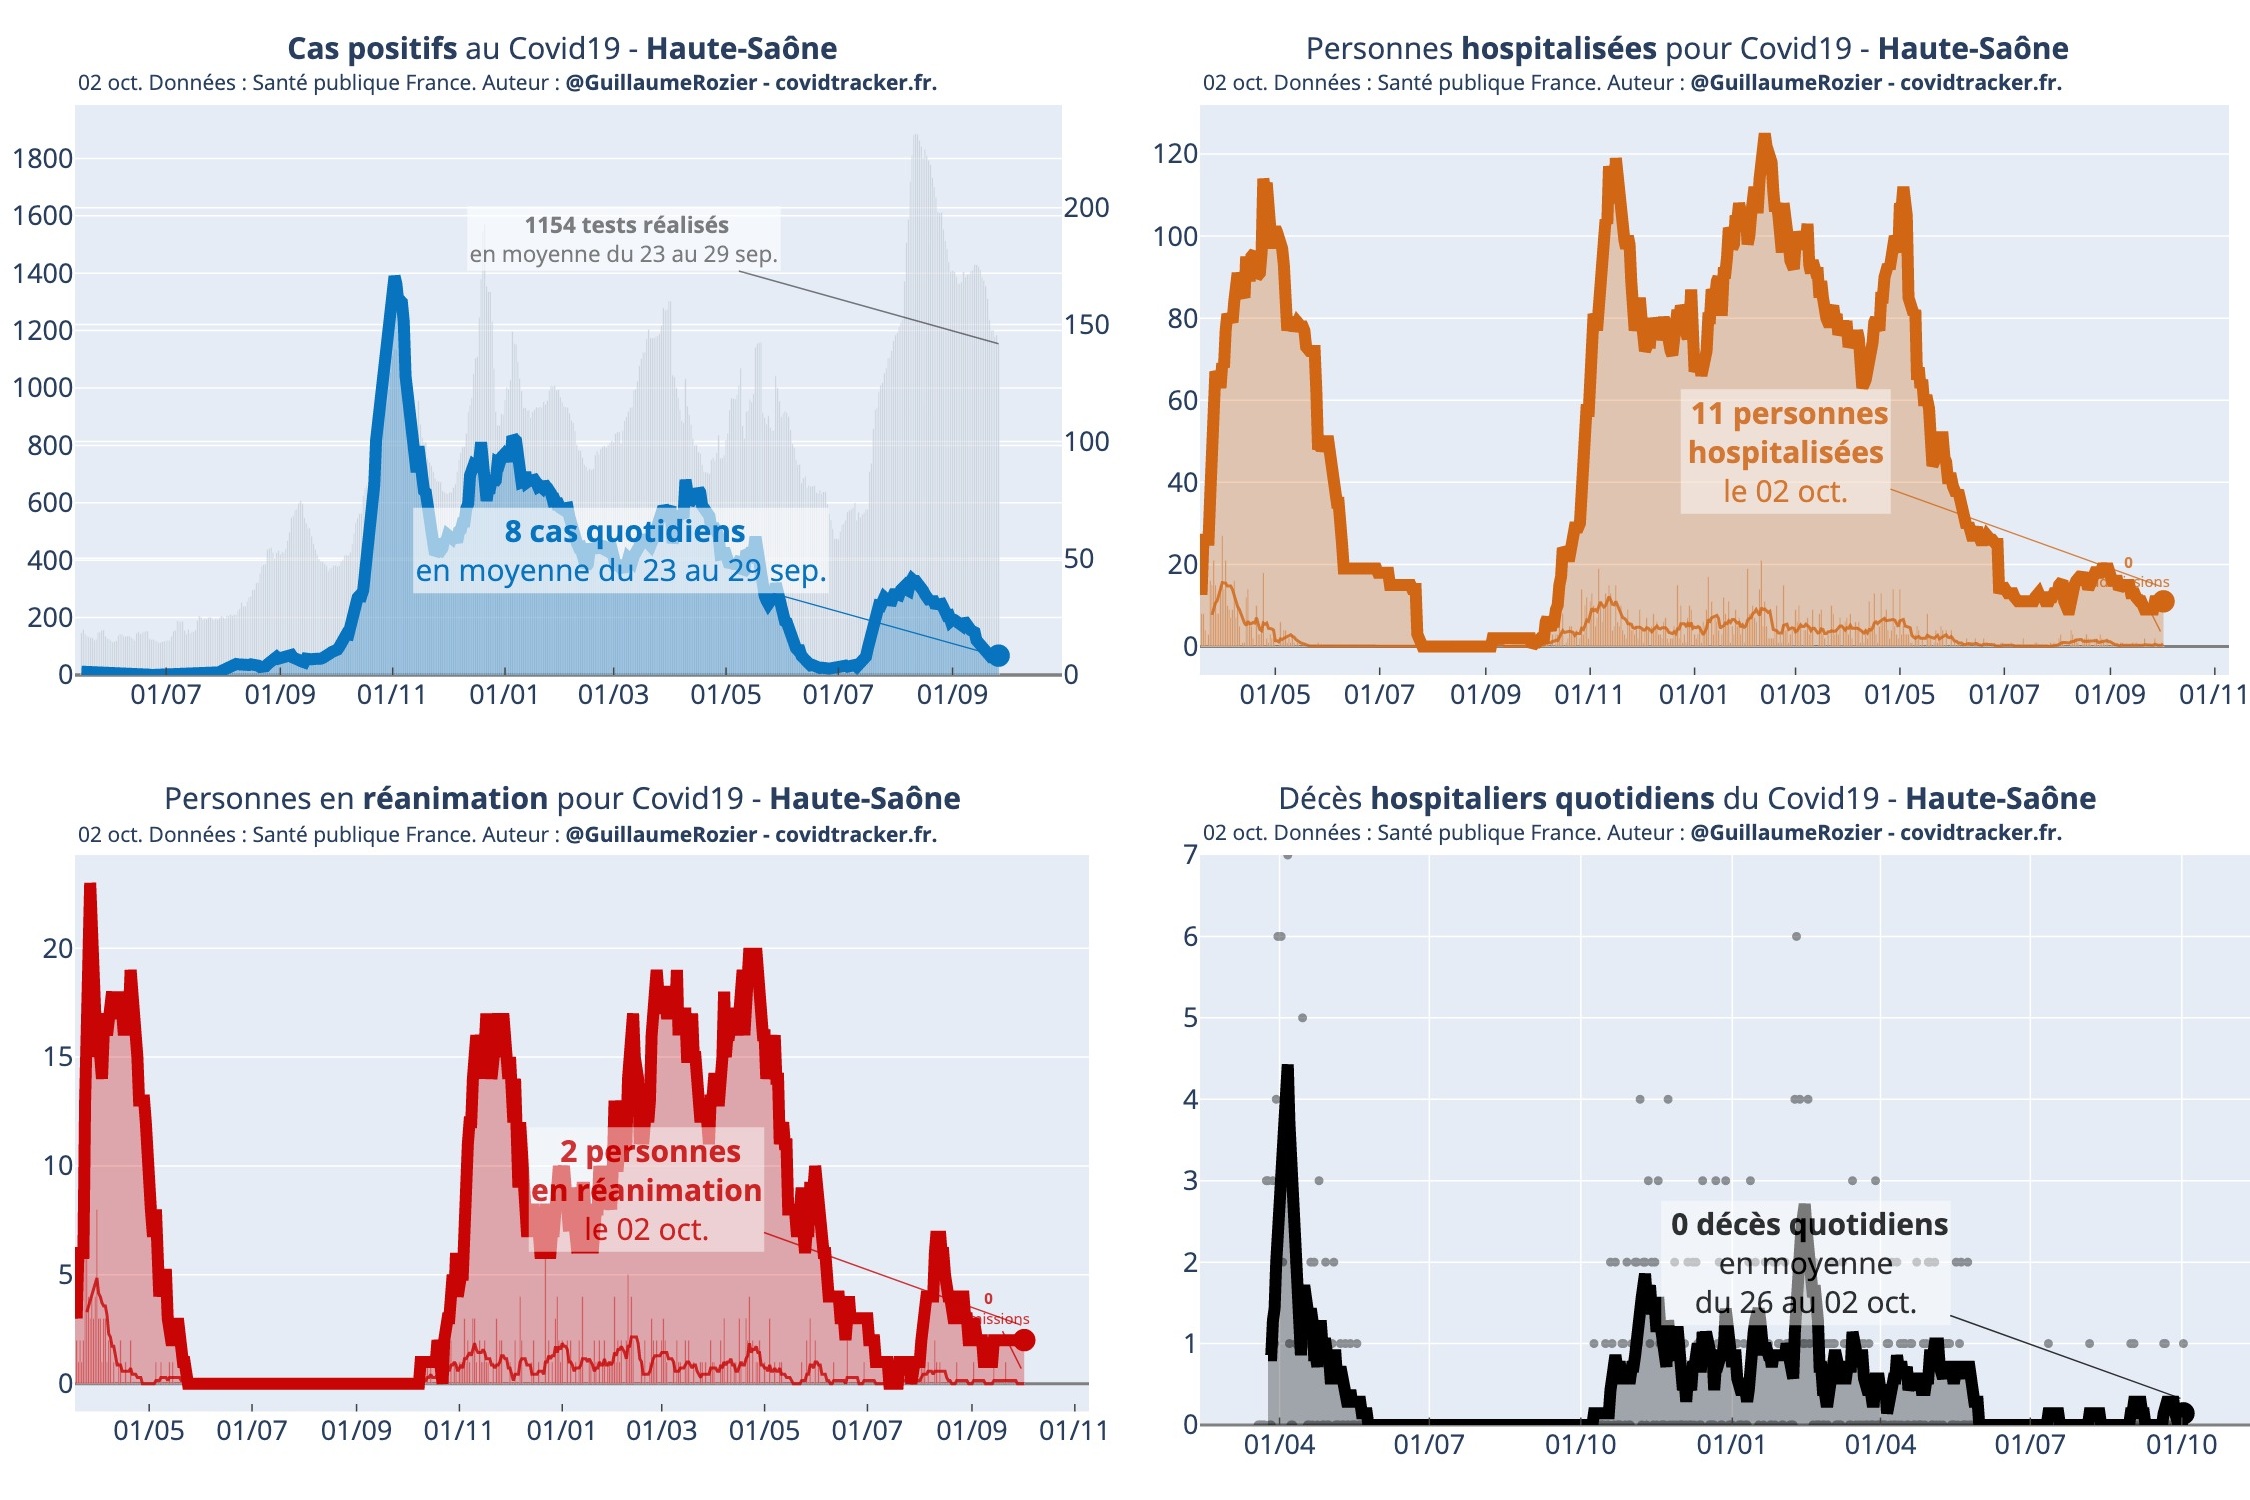 Cas positifs au Covid19 - Haute-Saône
02 oct. Données : Santé publique France. Auteur : @GuillaumeRozier - covidtracker.fr.
1800
1600
1400
1200
1000
800
600
400
200
0
200
150
100
50
0
1154 tests réalisés
en moyenne du 23 au 29 sep.
8 cas quotidiens
en moyenne du 23 au 29 sep.
01/07 01/09 01/11 01/01 01/03 01/05 01/07 01/09
Personnes hospitalisées pour Covid19 - Haute-Saône
02 oct. Données : Santé publique France. Auteur : @GuillaumeRozier - covidtracker.fr.
120
100
80
60
40
20
0
11 personnes
hospitalisées
le 02 oct.
0
01/05 01/07 01/09 01/11 01/01 01/03 01/05 01/07 01/09 01/11
Personnes en réanimation pour Covid19 - Haute-Saône
02 oct. Données : Santé publique France. Auteur : @GuillaumeRozier - covidtracker.fr.
20
15
10
5
0
2 personnes
en réanimation
le 02 oct.
0
01/05 01/07 01/09 01/11 01/01 01/03 01/05 01/07 01/09 01/11
Décès hospitaliers quotidiens du Covid19 - Haute-Saône
02 oct. Données : Santé publique France. Auteur : @GuillaumeRozier - covidtracker.fr.
7
6
5
4
3
2
1
0
0 décès quotidiens
en moyenne
du 26 au 02 oct.
01/04 01/07 01/10 01/01 01/04 01/07 01/10